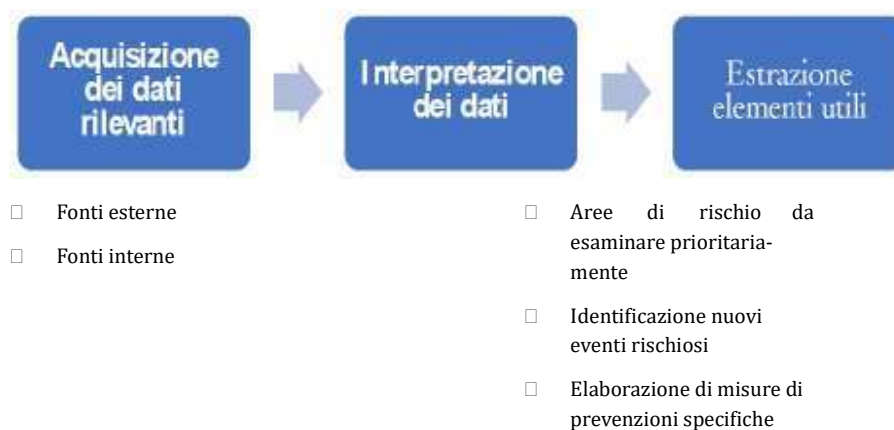 Acquisizione
dei dati
rilevanti
Interpretazione
dei dati
Estrazione
elementi utili
Fonti esterne
Fonti interne
Aree di rischio da
esaminare prioritaria-
mente
Identificazione nuovi
eventi rischiosi
Elaborazione di misure di
prevenzioni specifiche